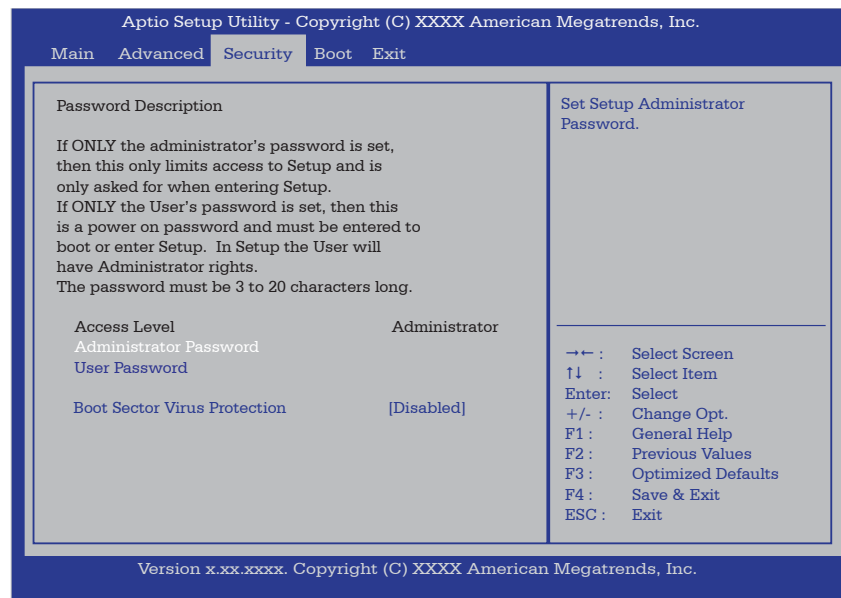 Aptio Setup Utility - Copyright (C) XXXX American Megatrends, Inc.
Main Advanced Security Boot Exit
Password Description
If ONLY the administrator's password is set,
then this only limits access to Setup and is
only asked for when entering Setup.
If ONLY the User's password is set, then this
is a power on password and must be entered to
boot or enter Setup. In Setup the User will
have Administrator rights.
The password must be 3 to 20 characters long.
Access Level Administrator
Administrator Password
User Password
Boot Sector Virus Protection [Disabled]
Set Setup Administrator
Password.
→← : Select Screen
↑↓ : Select Item
Enter: Select
+/- : Change Opt.
F1 : General Help
F2 : Previous Values
F3 : Optimized Defaults
F4 : Save & Exit
ESC : Exit
Version x.xx.xxxx. Copyright (C) XXXX American Megatrends, Inc.